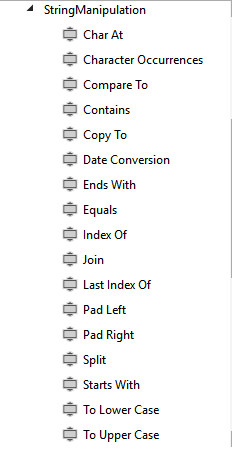 StringManipulation
Char At
Character Occurrences
Compare To
Contains
Copy To
Date Conversion
Ends With
Equals
Index Of
Join
Last Index Of
Pad Left
Pad Right
Split
Starts With
To Lower Case
To Upper Case